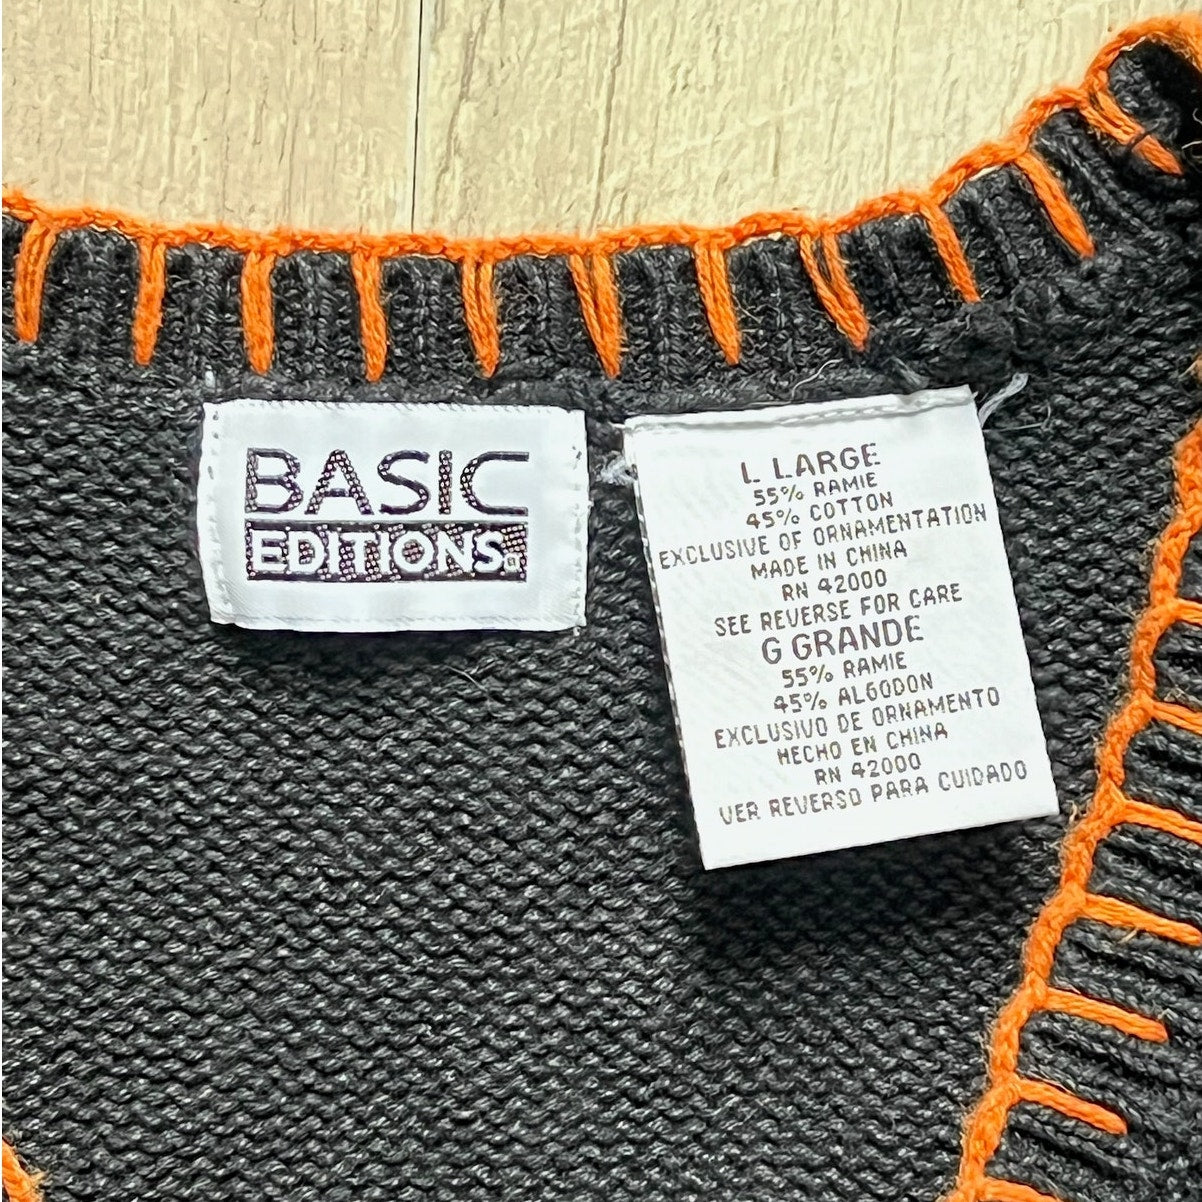 BASIC
EDITIONS®
L LARGE
55% RAMIE
45% COTTON
EXCLUSIVE OF ORNAMENTATION
MADE IN CHINA
RN 42000
SEE REVERSE FOR CARE
G GRANDE
55% RAMIE
45% ALGODON
EXCLUSIVO DE ORNAMENTO
HECHO EN CHINA
RN 42000
VER REVERSO PARA CUIDADO